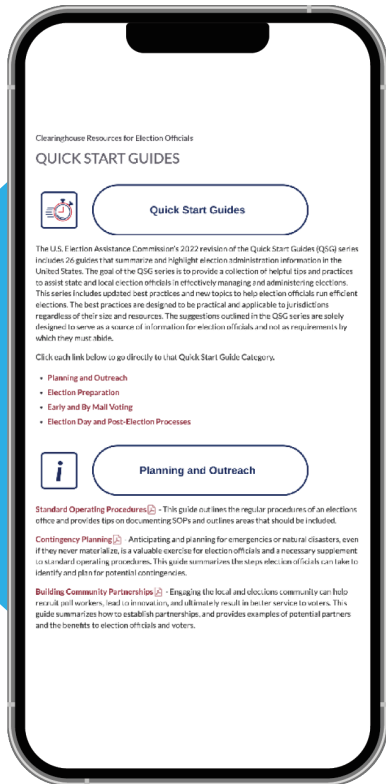 Clearinghouse Resources for Election Officials
QUICK START GUIDES
Quick Start Guides
The U.S. Election Assistance Commission's 2022 revision of the Quick Start Guides (QSG) series
includes 26 guides that summarize and highlight election administration information in the
United States. The goal of the QSG series is to provide a collection of helpful tips and practices
to assist state and local election officials in effectively managing and administering elections.
This series includes updated best practices and new topics to help election officials run efficient
elections. The best practices are designed to be practical and applicable to jurisdictions
regardless of their size and resources. The suggestions outlined in the QSG series are solely
designed to serve as a source of information for election officials and not as requirements by
which they must abide.
Click each link below to go directly to that Quick Start Guide Category.
• Planning and Outreach
• Election Preparation
• Early and By Mail Voting
• Election Day and Post-Election Processes
i
Planning and Outreach
Standard Operating Procedures - This guide outlines the regular procedures of an elections
office and provides tips on documenting SOPs and outlines areas that should be included.
Contingency Planning - Anticipating and planning for emergencies or natural disasters, even
if they never materialize, is a valuable exercise for election officials and a necessary supplement
to standard operating procedures. This guide summarizes the steps election officials can take to
identify and plan for potential contingencies.
Building Community Partnerships - Engaging the local and elections community can help
recruit poll workers, lead to innovation, and ultimately result in better service to voters. This
guide summarizes how to establish partnerships, and provides examples of potential partners
and the benefits to election officials and voters.